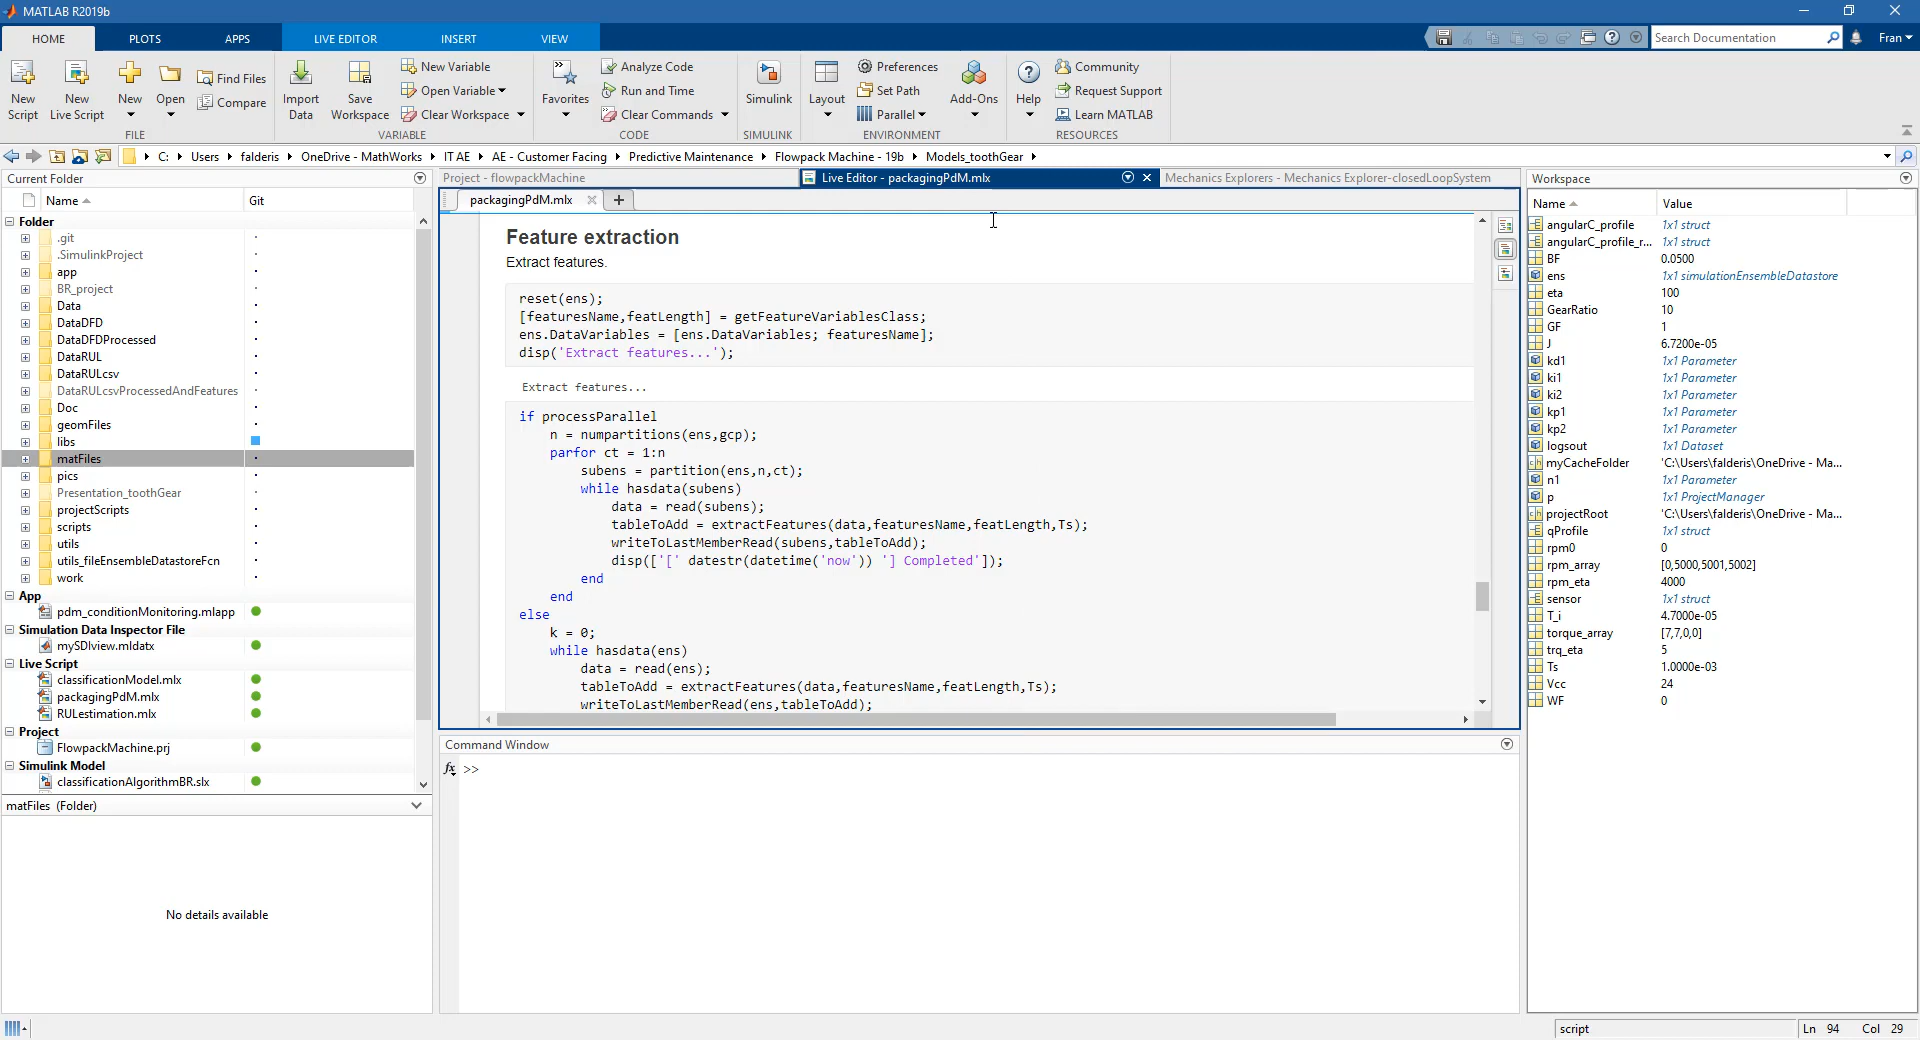 MATLAB R2019b
HOME PLOTS APPS LIVE EDITOR INSERT VIEW
Search Documentation
Fran
New Script
New Live Script
New
Open
Find Files
Compare
FILE
Import Data
Save Workspace
New Variable
Open Variable
Clear Workspace
VARIABLE
Favorites
Analyze Code
Run and Time
Clear Commands
CODE
Simulink
SIMULINK
Layout
Preferences
Set Path
Parallel
Add-Ons
ENVIRONMENT
Help
Community
Request Support
Learn MATLAB
RESOURCES
C: Users falderis OneDrive - MathWorks IT AE AE - Customer Facing Predictive Maintenance Flowpack Machine - 19b Models_toothGear
Current Folder
Name Git
Folder
.git
.SimulinkProject
app
BR_project
Data
DataDFD
DataDFDProcessed
DataRUL
DataRULcsv
DataRULcsvProcessedAndFeatures
Doc
geomFiles
libs
matFiles
pics
Presentation_toothGear
projectScripts
scripts
utils
utils_fileEnsembleDatastoreFcn
work
App
pdm_conditionMonitoring.mlapp
Simulation Data Inspector File
mySDIview.mldatx
Live Script
classificationModel.mlx
packagingPdM.mlx
RULestimation.mlx
Project
FlowpackMachine.prj
Simulink Model
classificationAlgorithmBR.slx
matFiles (Folder)
No details available
Project - flowpackMachine
Live Editor - packagingPdM.mlx
Mechanics Explorers - Mechanics Explorer-closedLoopSystem
packagingPdM.mlx
Feature extraction
Extract features.
reset(ens);
[featuresName,featLength] = getFeatureVariablesClass;
ens.DataVariables = [ens.DataVariables; featuresName];
disp('Extract features...');
Extract features...
if processParallel
n = numpartitions(ens,gcp);
parfor ct = 1:n
subens = partition(ens,n,ct);
while hasdata(subens)
data = read(subens);
tableToAdd = extractFeatures(data,featuresName,featLength,Ts);
writeToLastMemberRead(subens,tableToAdd);
disp(['[' datestr(datetime('now')) '] Completed']);
end
end
else
k = 0;
while hasdata(ens)
data = read(ens);
tableToAdd = extractFeatures(data,featuresName,featLength,Ts);
writeToLastMemberRead(ens,tableToAdd);
Command Window
fx >>
Workspace
Name Value
angularC_profile 1x1 struct
angularC_profile_r... 1x1 struct
BF 0.0500
ens 1x1 simulationEnsembleDatastore
eta 100
GearRatio 10
GF 1
J 6.7200e-05
kd1 1x1 Parameter
ki1 1x1 Parameter
ki2 1x1 Parameter
kp1 1x1 Parameter
kp2 1x1 Parameter
logsout 1x1 Dataset
myCacheFolder 'C:\Users\falderis\OneDrive - Ma...
n1 1x1 Parameter
p 1x1 ProjectManager
projectRoot 'C:\Users\falderis\OneDrive - Ma...
qProfile 1x1 struct
rpm0 0
rpm_array [0,5000,5001,5002]
rpm_eta 4000
sensor 1x1 struct
T_i 4.7000e-05
torque_array [7,7,0,0]
trq_eta 5
Ts 1.0000e-03
Vcc 24
WF 0
script
Ln 94 Col 29